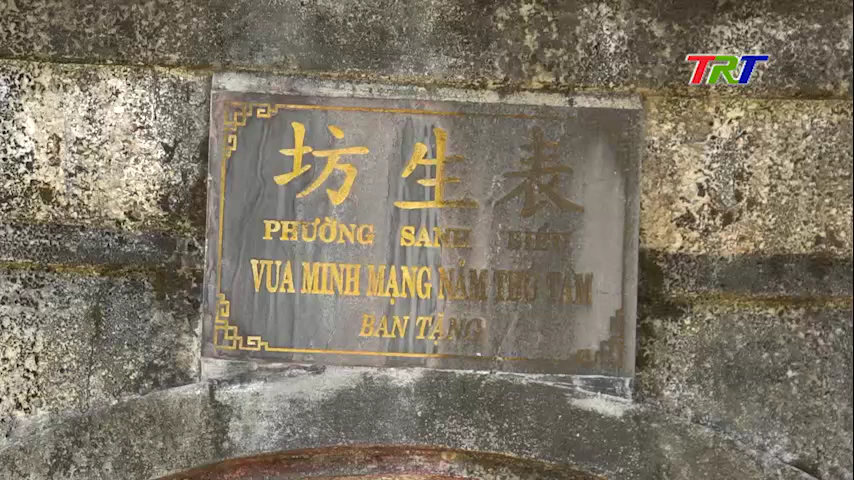 TRT
坊生表
PHƯỜNG SANH BIỂU
VUA MINH MẠNG NĂM THỨ TÁM
BAN TẶNG